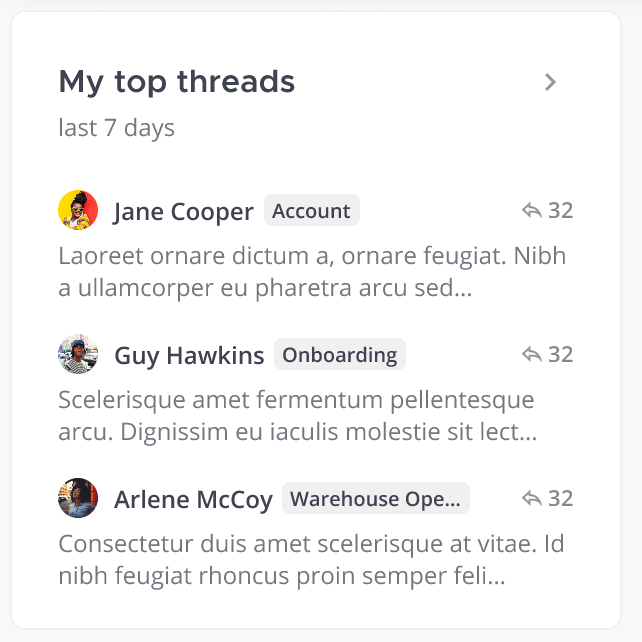 My top threads
last 7 days
Jane Cooper Account 32
Laoreet ornare dictum a, ornare feugiat. Nibh
a ullamcorper eu pharetra arcu sed...
Guy Hawkins Onboarding 32
Scelerisque amet fermentum pellentesque
arcu. Dignissim eu iaculis molestie sit lect...
Arlene McCoy Warehouse Ope... 32
Consectetur duis amet scelerisque at vitae. Id
nibh feugiat rhoncus proin semper feli...